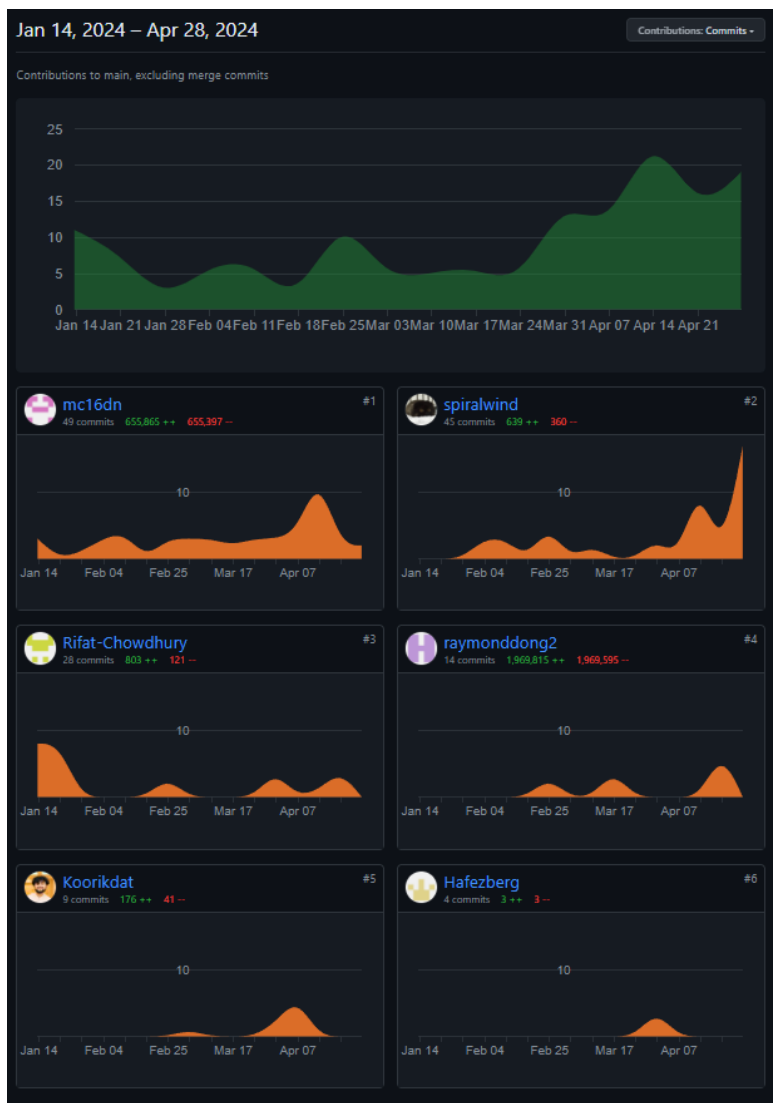 Jan 14, 2024 – Apr 28, 2024
Contributions: Commits
Contributions to main, excluding merge commits
25
20
15
10
5
0
Jan 14 Jan 21 Jan 28 Feb 04 Feb 11 Feb 18 Feb 25 Mar 03 Mar 10 Mar 17 Mar 24 Mar 31 Apr 07 Apr 14 Apr 21
mc16dn #1
49 commits 655,865 ++ 655,397 --
10
Jan 14 Feb 04 Feb 25 Mar 17 Apr 07
spiralwind #2
45 commits 639 ++ 360 --
10
Jan 14 Feb 04 Feb 25 Mar 17 Apr 07
Rifat-Chowdhury #3
28 commits 803 ++ 121 --
10
Jan 14 Feb 04 Feb 25 Mar 17 Apr 07
raymonddong2 #4
14 commits 1,969,815 ++ 1,969,595 --
10
Jan 14 Feb 04 Feb 25 Mar 17 Apr 07
Koorikdat #5
9 commits 176 ++ 41 --
10
Jan 14 Feb 04 Feb 25 Mar 17 Apr 07
Hafezberg #6
4 commits 3 ++ 3 --
10
Jan 14 Feb 04 Feb 25 Mar 17 Apr 07